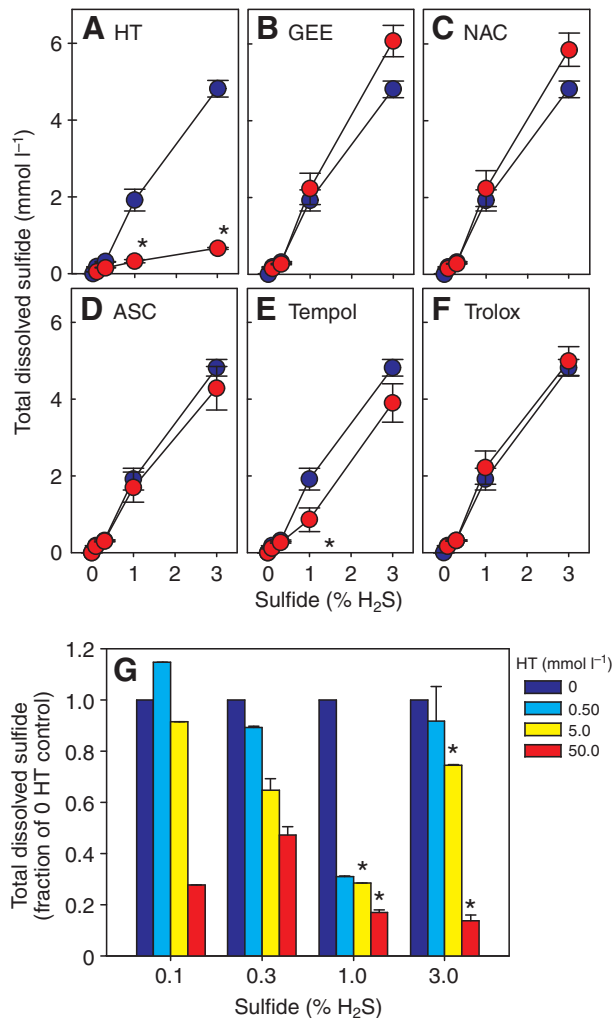 A HT
B GEE
C NAC
6
4
2
0
*
*
D ASC
E Tempol
F Trolox
6
4
2
0
*
0 1 2 3
0 1 2 3
0 1 2 3
Total dissolved sulfide (mmol l⁻¹)
Sulfide (% H₂S)
G
HT (mmol l⁻¹)
0
0.50
5.0
50.0
1.2
1.0
0.8
0.6
0.4
0.2
0
* *
* *
0.1 0.3 1.0 3.0
Total dissolved sulfide
(fraction of 0 HT control)
Sulfide (% H₂S)